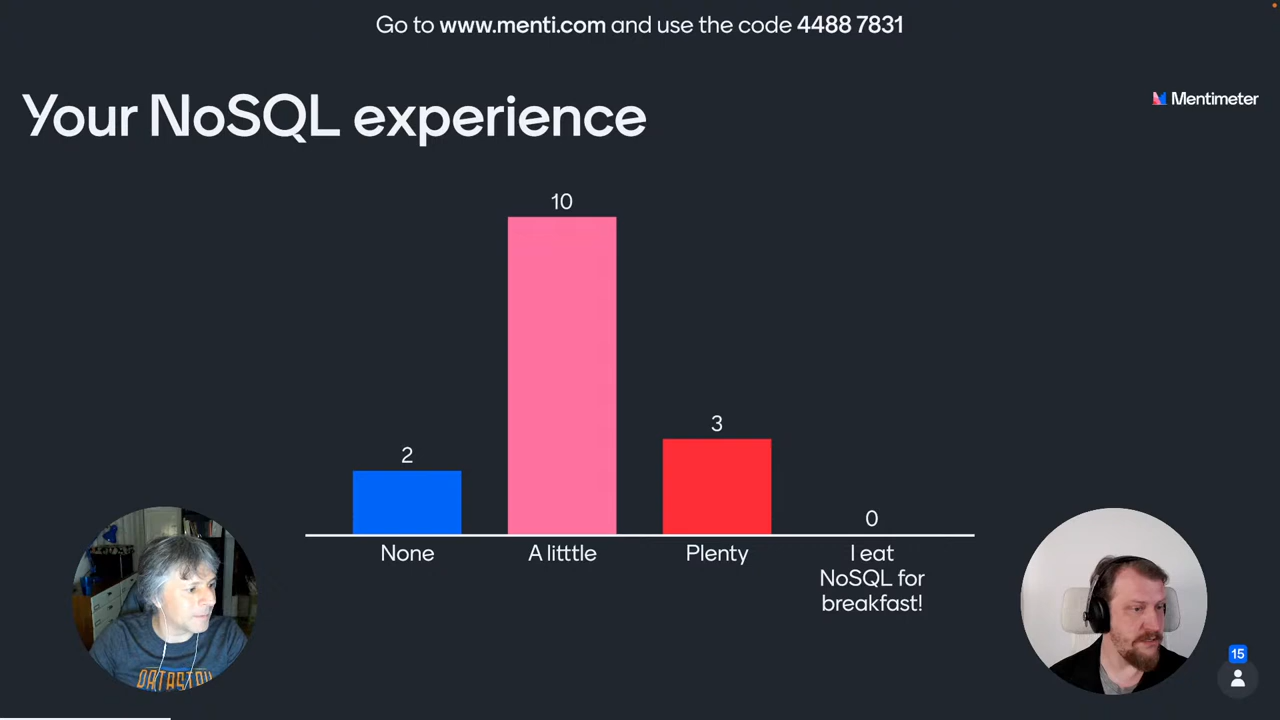 Go to www.menti.com and use the code 4488 7831
Your NoSQL experience
Mentimeter
10
3
2
0
None
A litttle
Plenty
I eat
NoSQL for
breakfast!
DATASTAX
15